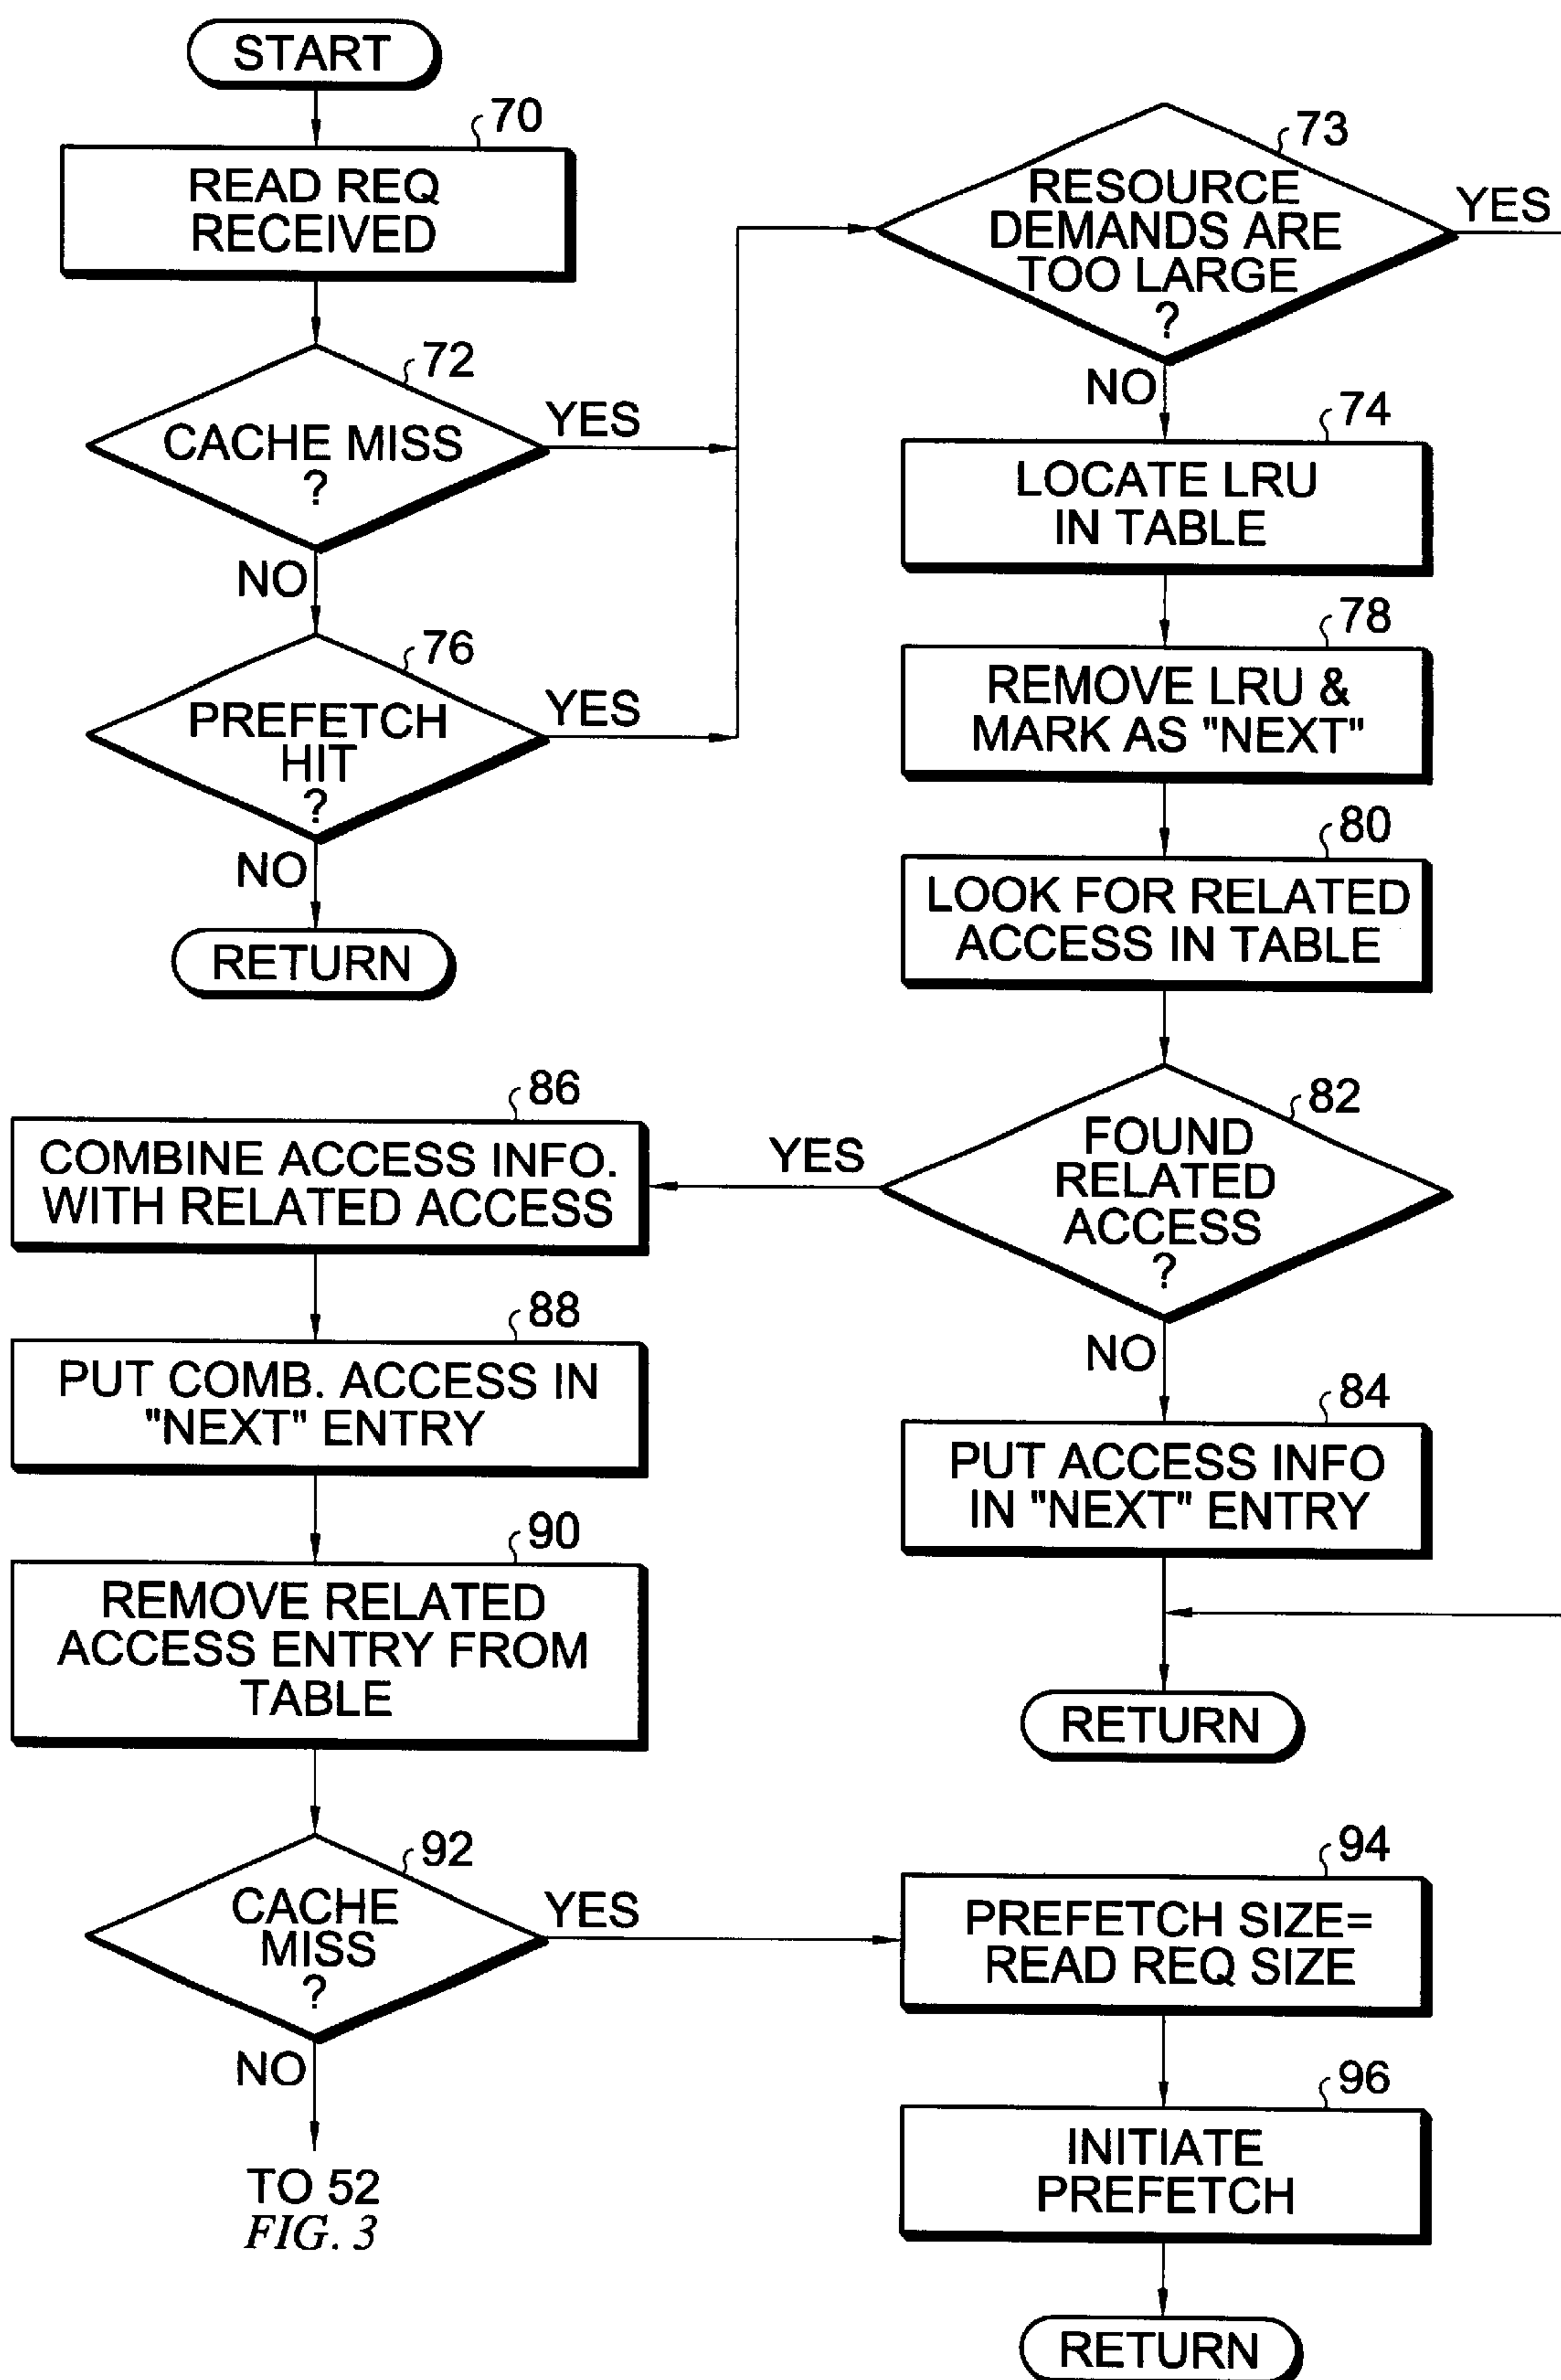 START
70
READ REQ
RECEIVED
72
CACHE MISS
?
YES
NO
76
PREFETCH
HIT
?
YES
NO
RETURN
73
RESOURCE
DEMANDS ARE
TOO LARGE
?
YES
NO
74
LOCATE LRU
IN TABLE
78
REMOVE LRU &
MARK AS "NEXT"
80
LOOK FOR RELATED
ACCESS IN TABLE
82
FOUND
RELATED
ACCESS
?
YES
NO
84
PUT ACCESS INFO
IN "NEXT" ENTRY
RETURN
86
COMBINE ACCESS INFO.
WITH RELATED ACCESS
88
PUT COMB. ACCESS IN
"NEXT" ENTRY
90
REMOVE RELATED
ACCESS ENTRY FROM
TABLE
92
CACHE
MISS
?
YES
NO
TO 52
FIG. 3
94
PREFETCH SIZE=
READ REQ SIZE
96
INITIATE
PREFETCH
RETURN